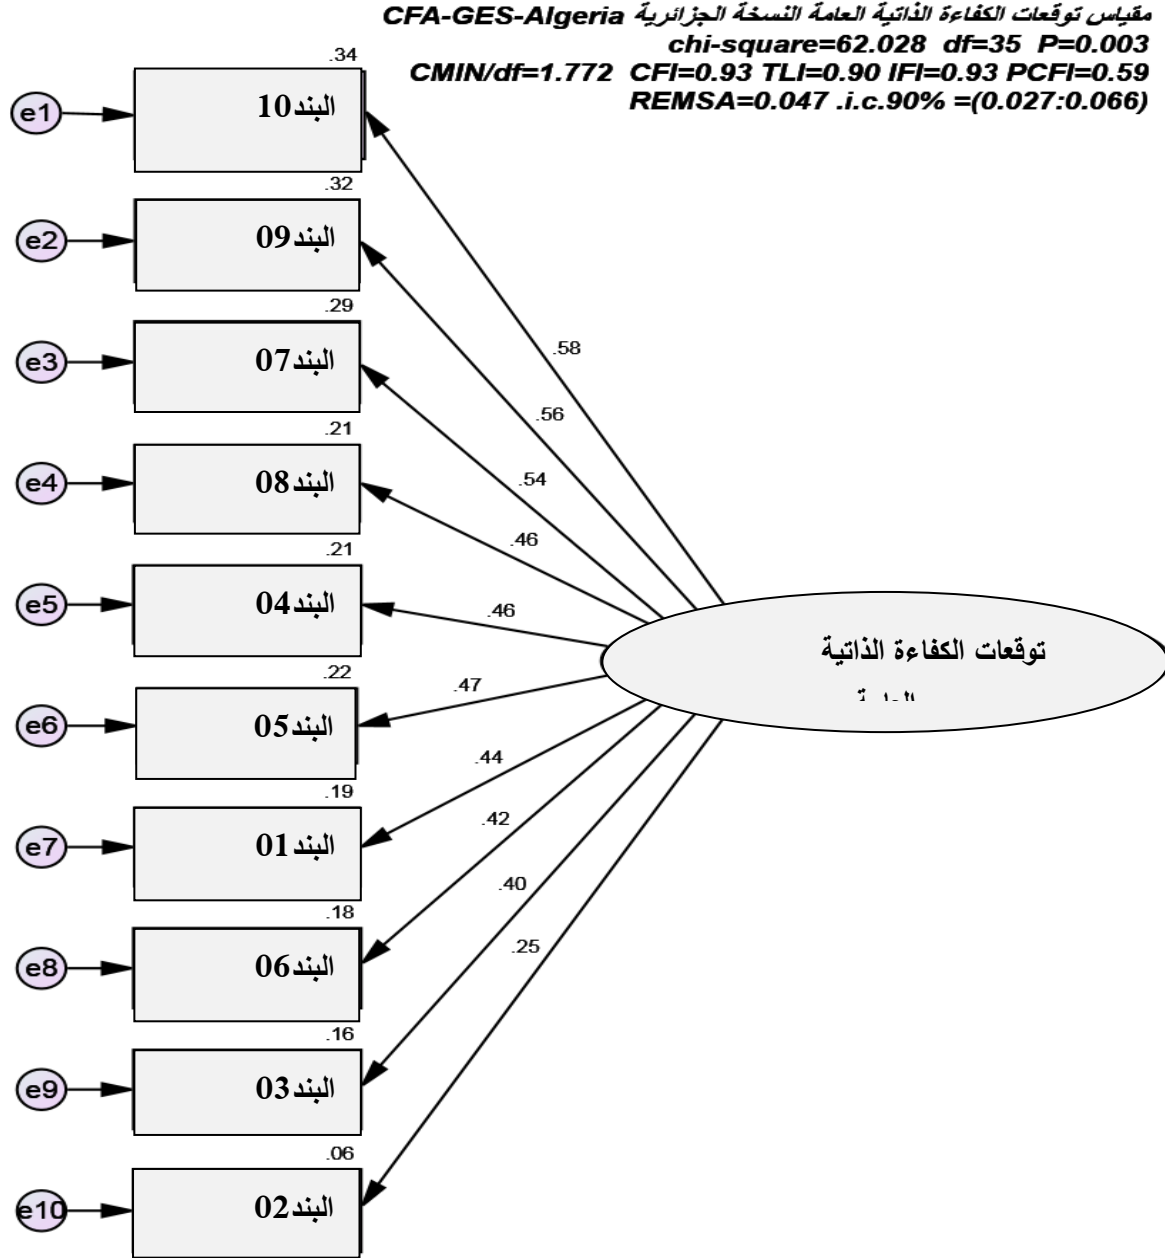 مقياس توقعات الكفاءة الذاتية العامة النسخة الجزائرية CFA-GES-Algeria
chi-square=62.028 df=35 P=0.003
CMIN/df=1.772 CFI=0.93 TLI=0.90 IFI=0.93 PCFI=0.59
REMSA=0.047 .i.c.90% =(0.027:0.066)
.34
e1
البند10
.32
e2
البند09
.29
e3
البند07
.58
.21
e4
البند08
.56
.21
e5
البند04
.54
.22
e6
البند05
.46
.19
e7
البند01
.46
.18
e8
البند06
.47
.16
e9
البند03
.44
.06
e10
البند02
.42
.40
.25
توقعات الكفاءة الذاتية